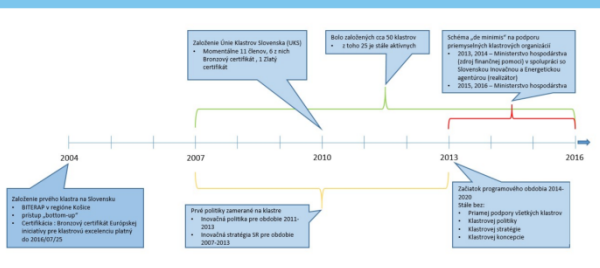 Založenie Únie Klastrov Slovenska (UKS)
• Momentálne 11 členov, 6 z nich
Bronzový certifikát , 1 Zlatý
certifikát
Bolo založených cca 50 klastrov
• z toho 25 je stále aktívnych
Schéma „de minimis" na podporu
priemyselných klastrových organizácií
• 2013, 2014 – Ministerstvo hospodárstva
(zdroj finančnej pomoci) v spolupráci so
Slovenskou Inovačnou a Energetickou
agentúrou (realizátor)
• 2015, 2016 – Ministerstvo hospodárstva
2004
2007
2010
2013
2016
Založenie prvého klastra na Slovensku
• BITERAP v regióne Košice
• prístup „bottom-up"
• Certifikácia : Bronzový certifikát Európskej
iniciatívy pre klastrovú excelenciu platný
do 2016/07/25
Prvé politiky zamerané na klastre
• Inovačná politika pre obdobie 2011-
2013
• Inovačná stratégia SR pre obdobie
2007-2013
Začiatok programového obdobia 2014-
2020
Stále bez:
• Priamej podpory všetkých klastrov
• Klastrovej politiky
• Klastrovej stratégie
• Klastrovej koncepcie